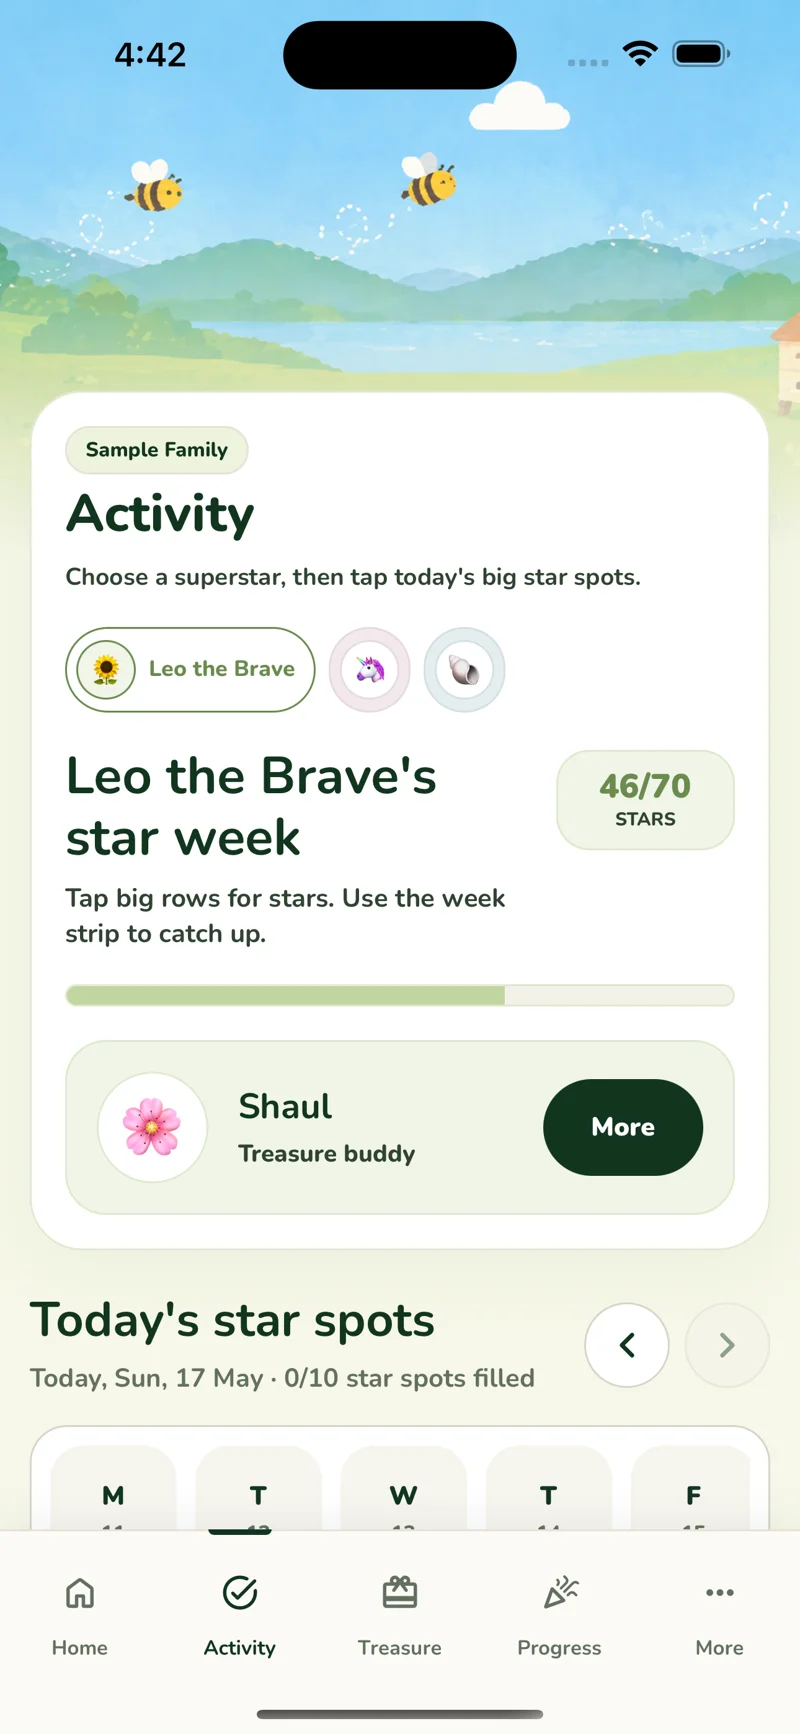 4:42
Sample Family
Activity
Choose a superstar, then tap today's big star spots.
Leo the Brave
Leo the Brave's
star week
46/70
STARS
Tap big rows for stars. Use the week
strip to catch up.
Shaul
Treasure buddy
More
Today's star spots
Today, Sun, 17 May · 0/10 star spots filled
M
T
W
T
F
Home
Activity
Treasure
Progress
More